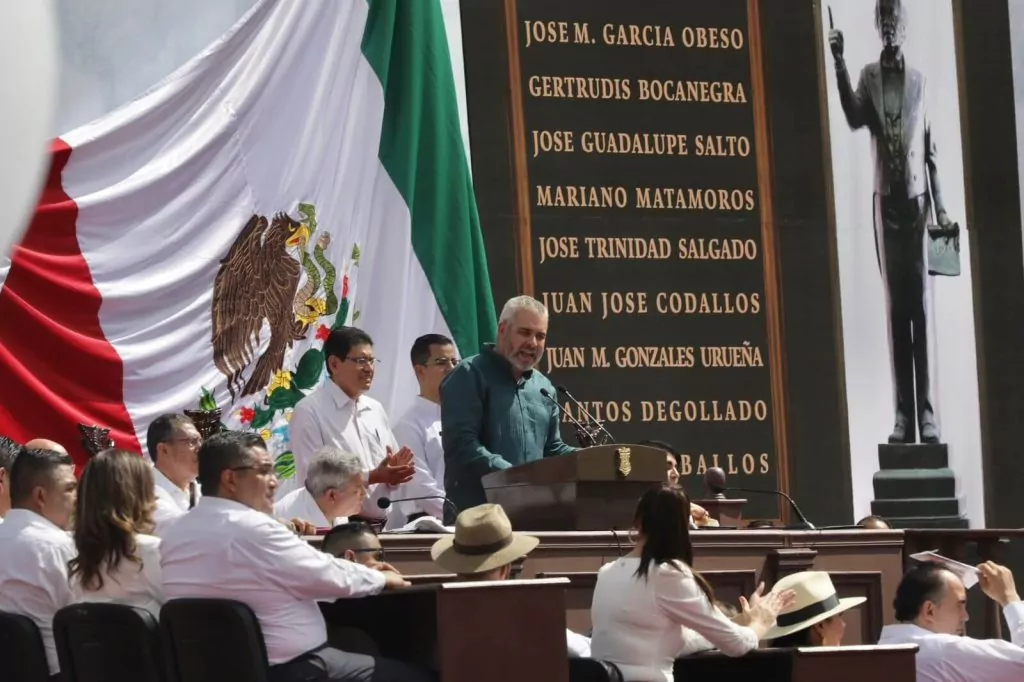 JOSE M. GARCIA OBESO
GERTRUDIS BOCANEGRA
JOSE GUADALUPE SALTO
MARIANO MATAMOROS
JOSE TRINIDAD SALGADO
JUAN JOSE CODALLOS
JUAN M. GONZALES URUEÑA
ANTOS DEGOLLADO
BALLOS